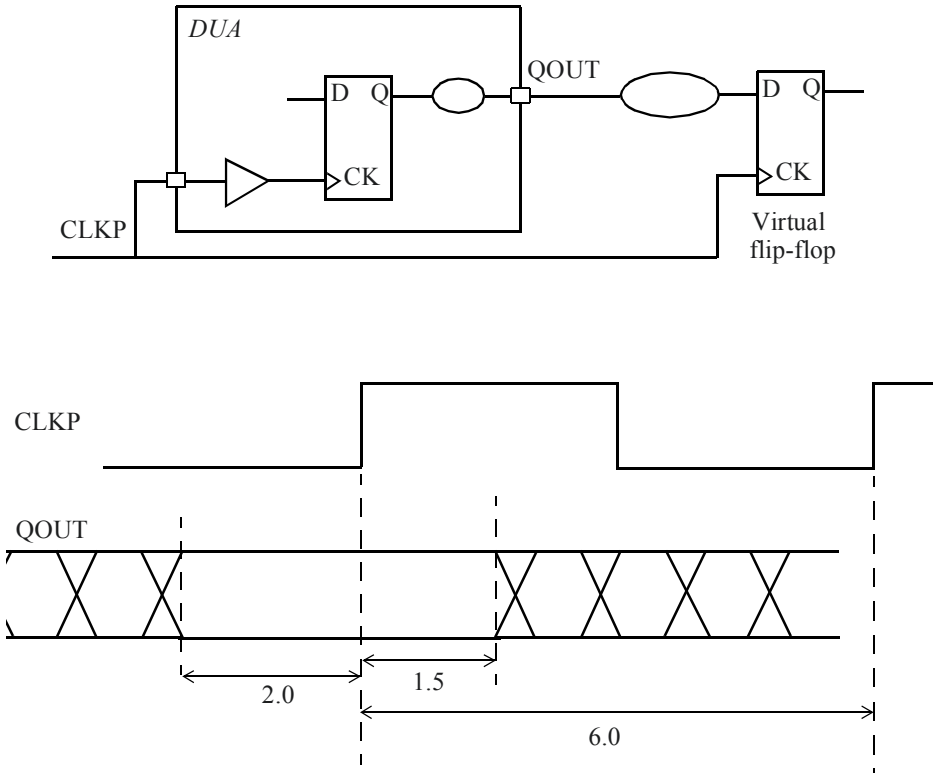 DUA
QOUT
D Q
D Q
CK
CK
CLKP
Virtual
flip-flop
CLKP
QOUT
2.0
1.5
6.0